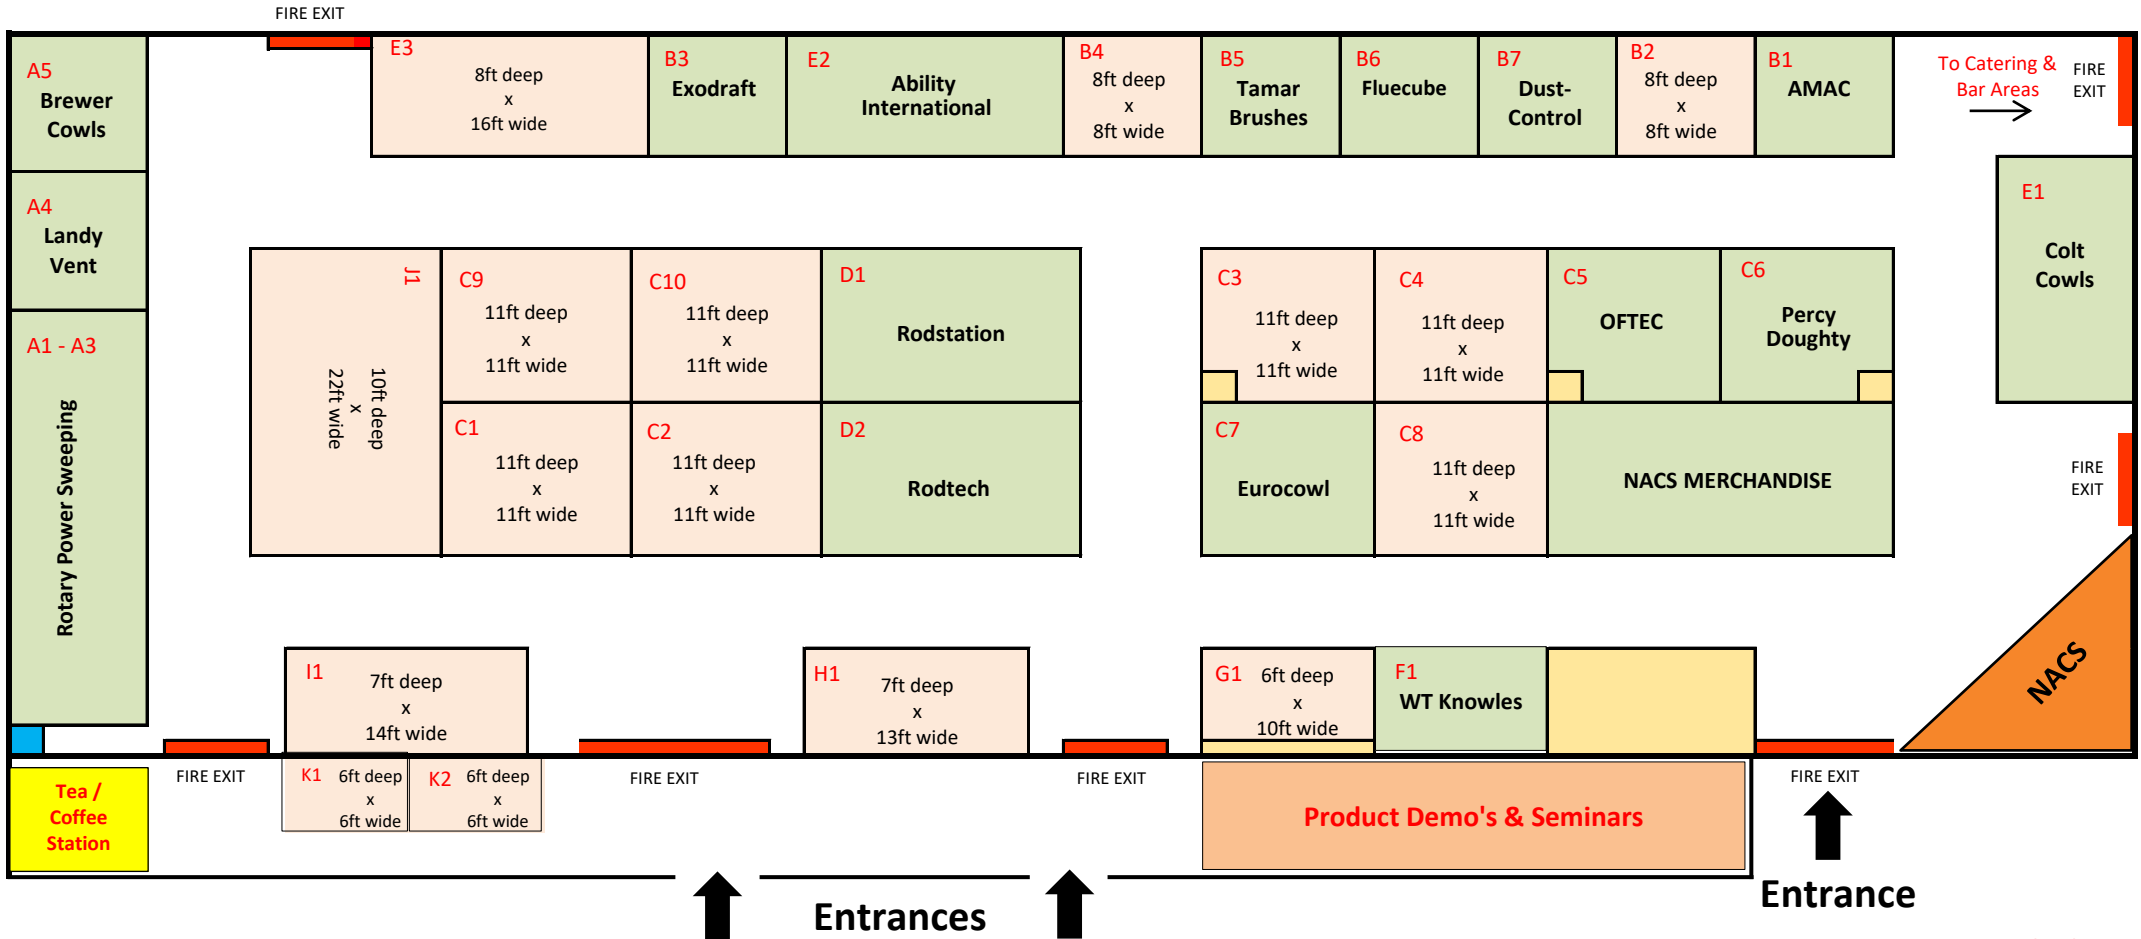 FIRE EXIT
A5
Brewer
Cowls
E3
8ft deep
x
16ft wide
B3
Exodraft
E2
Ability
International
B4
8ft deep
x
8ft wide
B5
Tamar
Brushes
B6
Fluecube
B7
Dust-
Control
B2
8ft deep
x
8ft wide
B1
AMAC
To Catering &
Bar Areas
FIRE
EXIT
A4
Landy
Vent
E1
Colt
Cowls
A1 - A3
Rotary Power Sweeping
J1
10ft deep
x
22ft wide
C9
11ft deep
x
11ft wide
C10
11ft deep
x
11ft wide
D1
Rodstation
C3
11ft deep
x
11ft wide
C4
11ft deep
x
11ft wide
C5
OFTEC
C6
Percy
Doughty
C1
11ft deep
x
11ft wide
C2
11ft deep
x
11ft wide
D2
Rodtech
C7
Eurocowl
C8
11ft deep
x
11ft wide
NACS MERCHANDISE
FIRE
EXIT
NACS
I1
7ft deep
x
14ft wide
H1
7ft deep
x
13ft wide
G1
6ft deep
x
10ft wide
F1
WT Knowles
Tea /
Coffee
Station
FIRE EXIT
K1
6ft deep
x
6ft wide
K2
6ft deep
x
6ft wide
FIRE EXIT
FIRE EXIT
Product Demo's & Seminars
FIRE EXIT
Entrances
Entrance